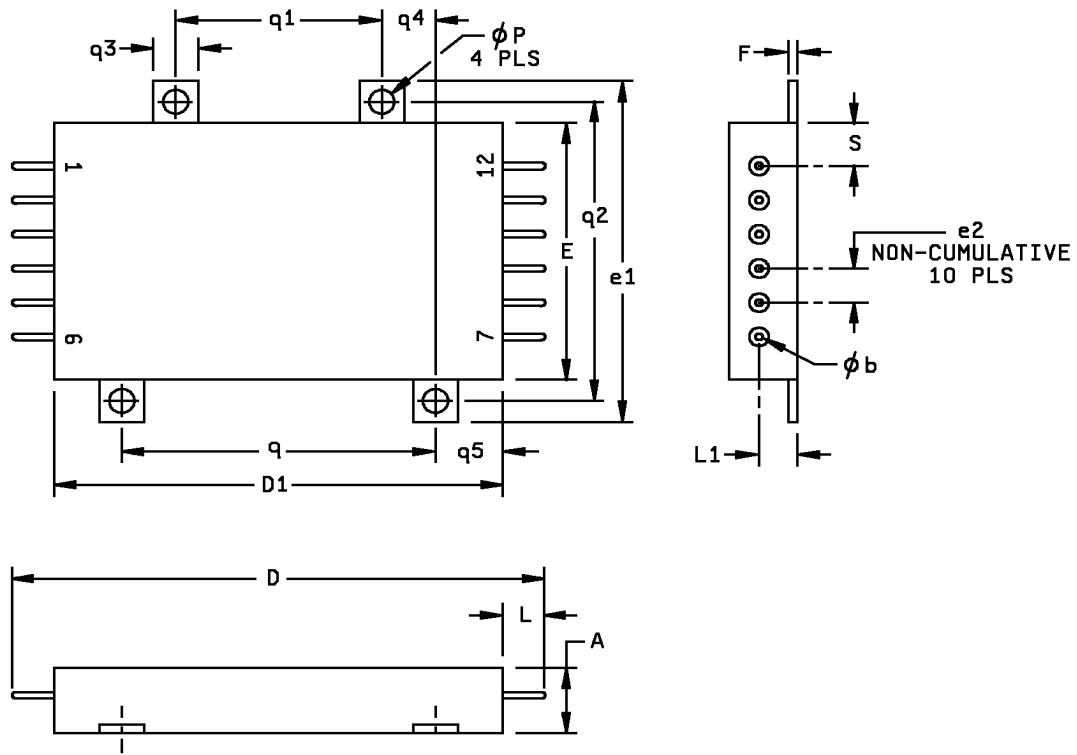 q1
q4
q3
ϕP
4 PLS
F
1
12
S
q2
E
e1
e2
NON-CUMULATIVE
10 PLS
6
7
ϕb
q
q5
L1
D1
D
L
A